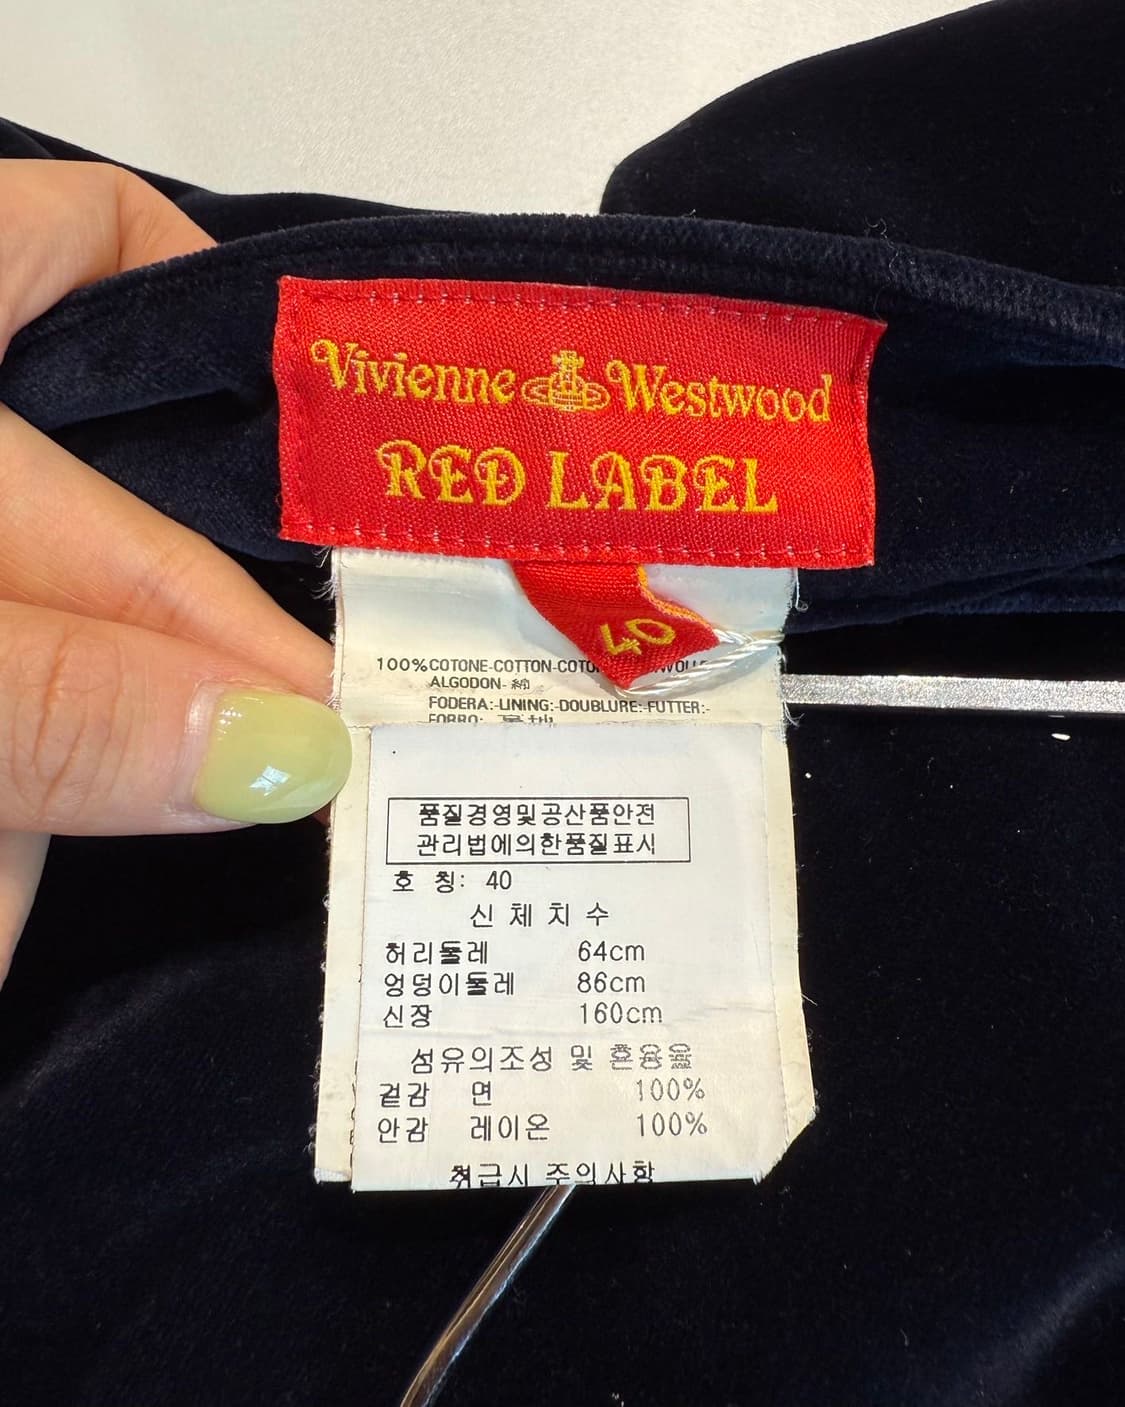 Vivienne Westwood
RED LABEL
40
100%COTONE-COTTON-COTO
ALGODON-綿
FODERA:-LINING:-DOUBLURE:-FUTTER:-
FORRO:
품질경영및공산품안전
관리법에의한품질표시
호 칭: 40
신 체 치 수
허리둘레 64cm
엉덩이둘레 86cm
신장 160cm
섬유의조성 및 혼용율
겉감 면 100%
안감 레이온 100%
취급시 주의사항